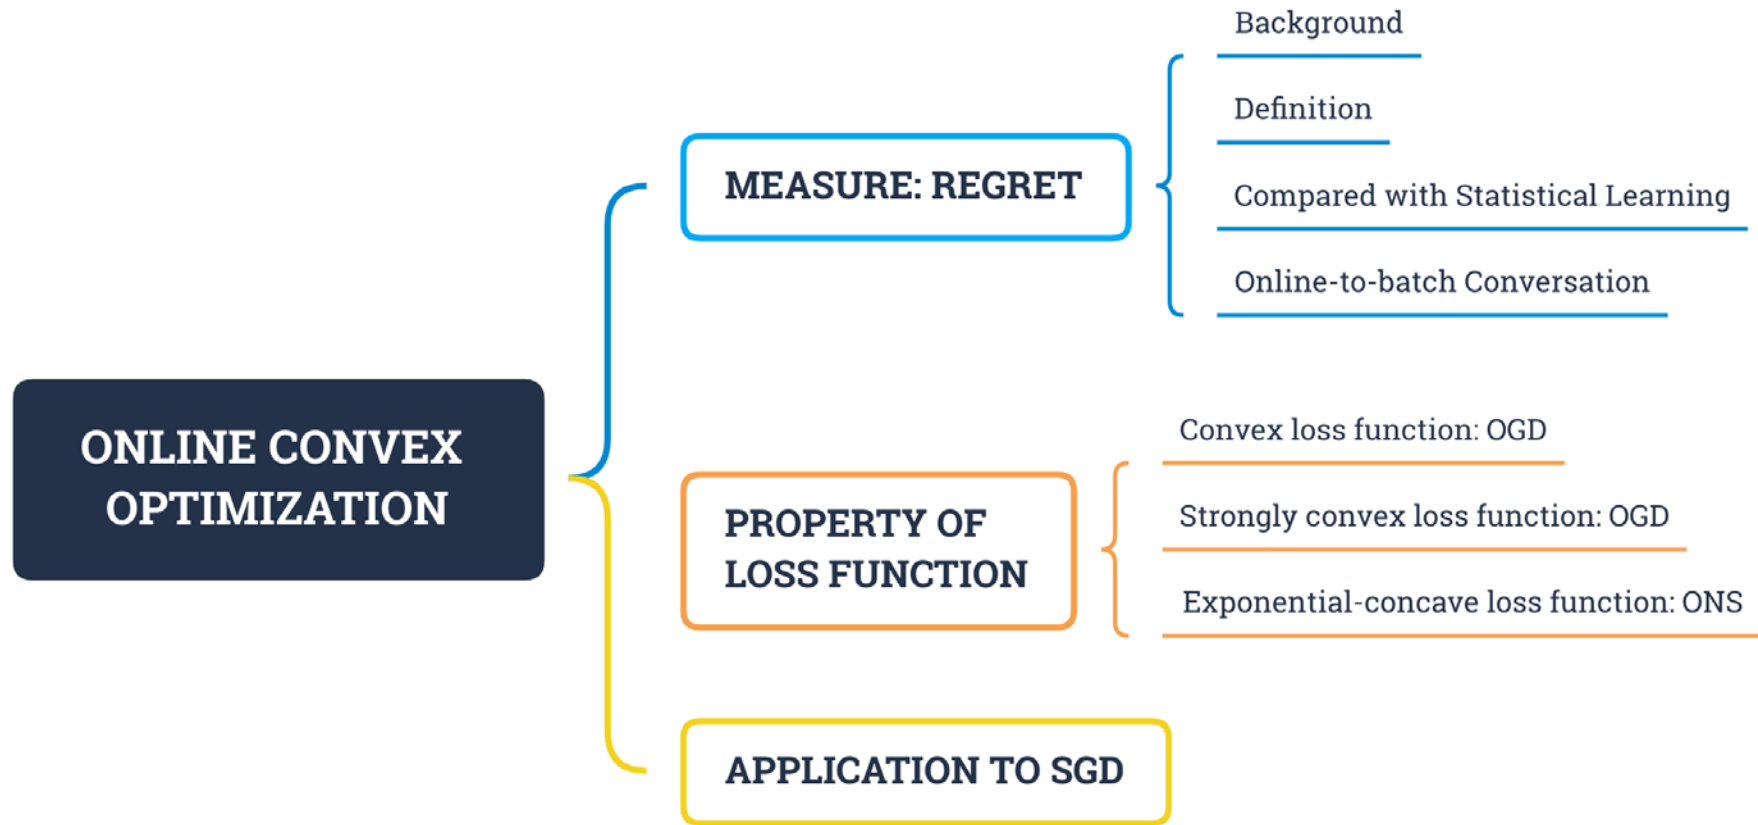 ONLINE CONVEX
OPTIMIZATION
MEASURE: REGRET
Background
Definition
Compared with Statistical Learning
Online-to-batch Conversation
PROPERTY OF
LOSS FUNCTION
Convex loss function: OGD
Strongly convex loss function: OGD
Exponential-concave loss function: ONS
APPLICATION TO SGD